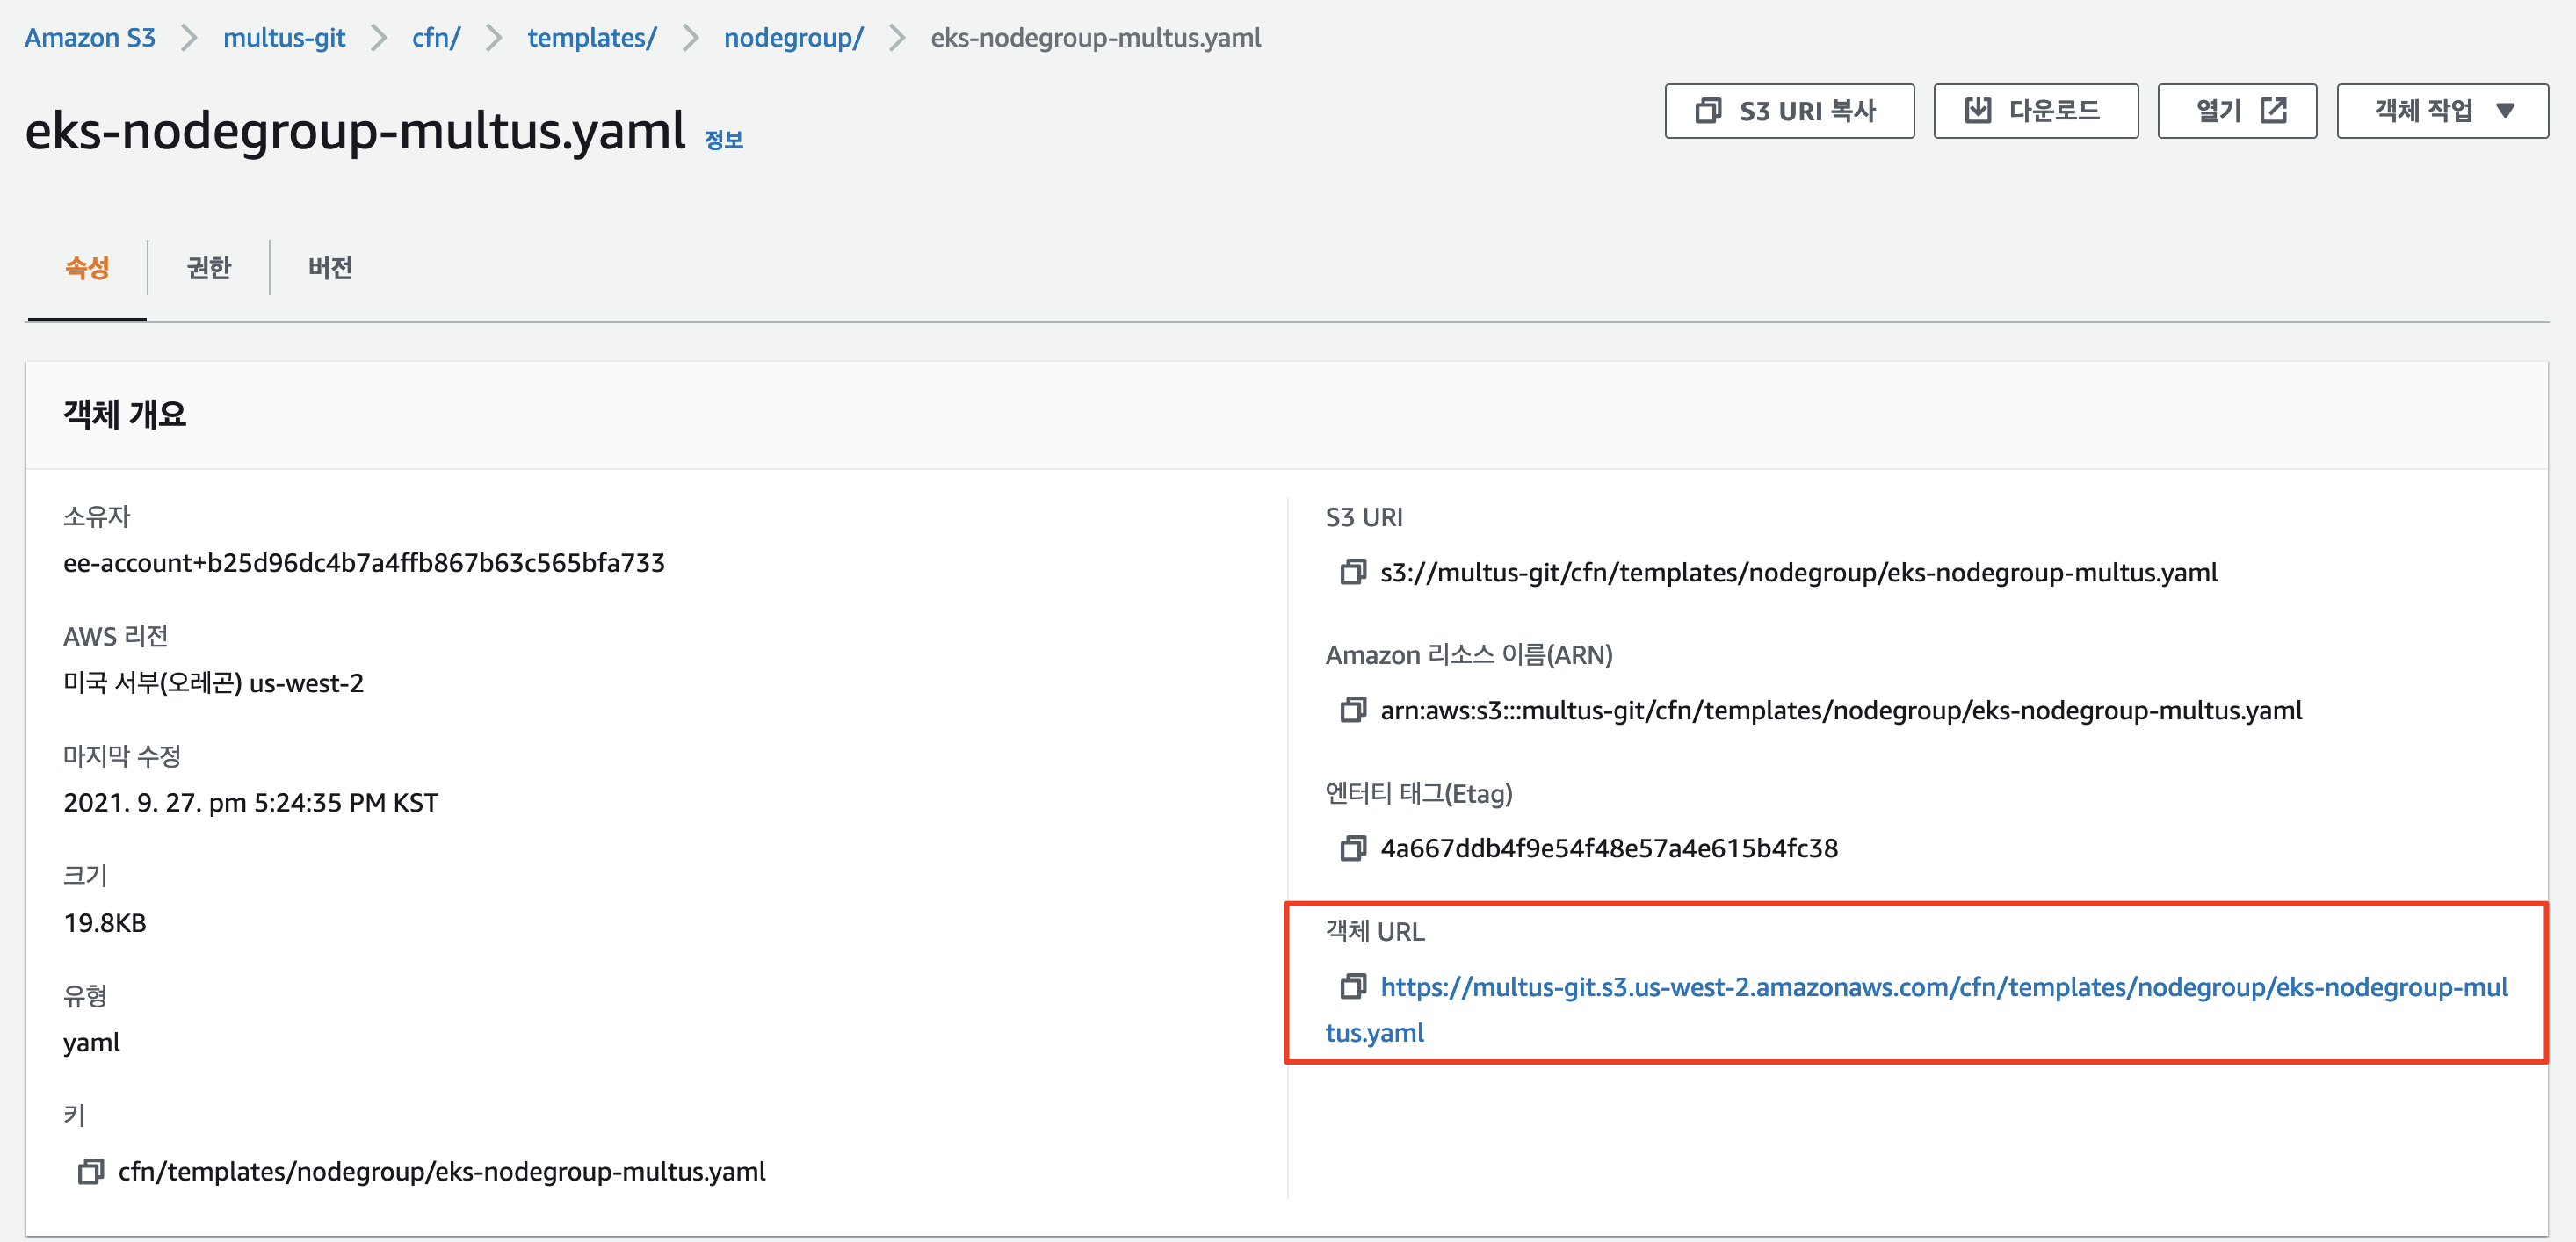 Amazon S3 multus-git cfn/ templates/ nodegroup/ eks-nodegroup-multus.yaml
eks-nodegroup-multus.yaml 정보
S3 URI 복사 다운로드 열기 객체 작업
속성 권한 버전
객체 개요
소유자
ee-account+b25d96dc4b7a4ffb867b63c565bfa733
AWS 리전
미국 서부(오레곤) us-west-2
마지막 수정
2021. 9. 27. pm 5:24:35 PM KST
크기
19.8KB
유형
yaml
키
cfn/templates/nodegroup/eks-nodegroup-multus.yaml
S3 URI
s3://multus-git/cfn/templates/nodegroup/eks-nodegroup-multus.yaml
Amazon 리소스 이름(ARN)
arn:aws:s3:::multus-git/cfn/templates/nodegroup/eks-nodegroup-multus.yaml
엔터티 태그(Etag)
4a667ddb4f9e54f48e57a4e615b4fc38
객체 URL
https://multus-git.s3.us-west-2.amazonaws.com/cfn/templates/nodegroup/eks-nodegroup-mul
tus.yaml